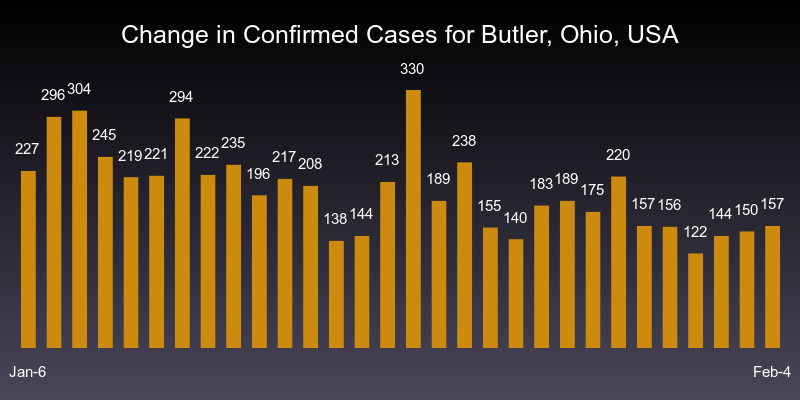 Change in Confirmed Cases for Butler, Ohio, USA
227 296 304 245 219 221 294 222 235 196 217 208 138 144 213 330 189 238 155 140 183 189 175 220 157 156 122 144 150 157
Jan-6 Feb-4